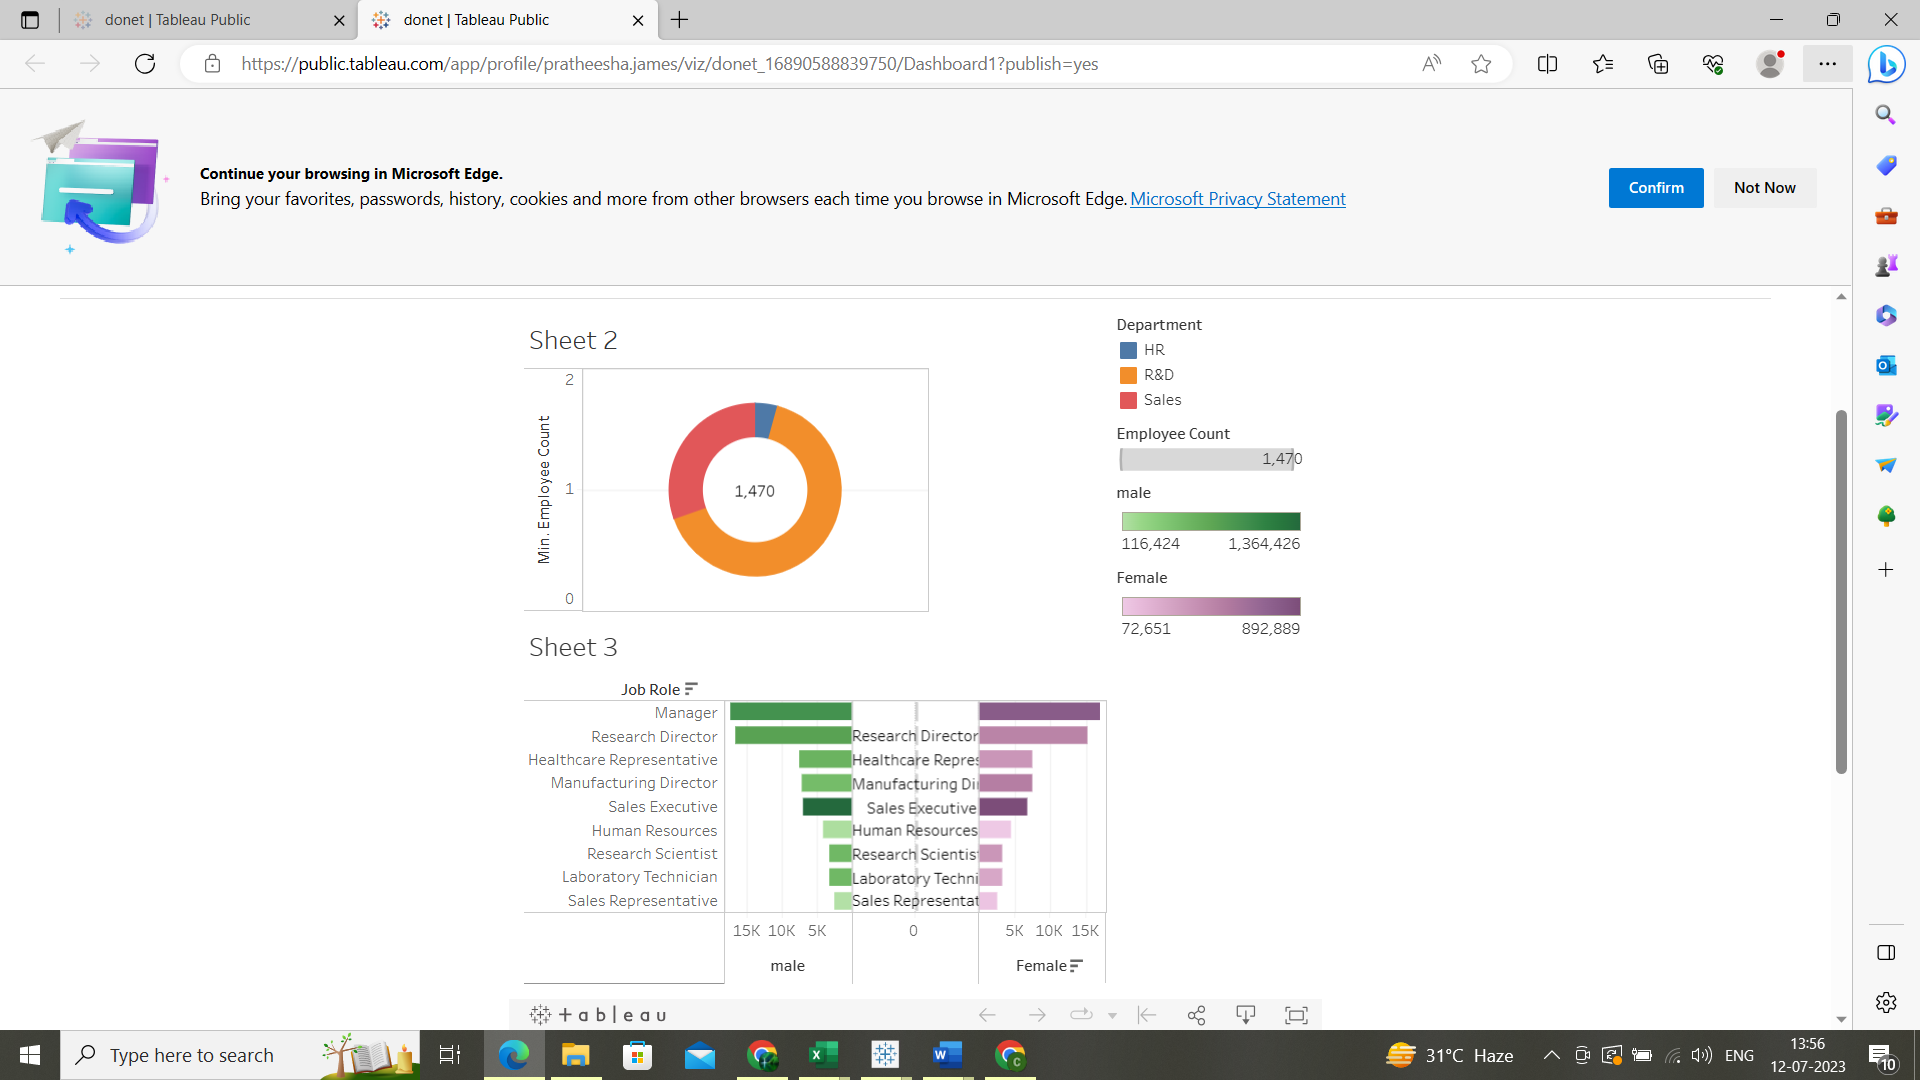 donet | Tableau Public
donet | Tableau Public
https://public.tableau.com/app/profile/pratheesha.james/viz/donet_16890588839750/Dashboard1?publish=yes
Continue your browsing in Microsoft Edge.
Bring your favorites, passwords, history, cookies and more from other browsers each time you browse in Microsoft Edge. Microsoft Privacy Statement
Confirm
Not Now
Sheet 2
2
1
0
Min. Employee Count
1,470
Department
HR
R&D
Sales
Employee Count
1,470
male
116,424 1,364,426
Female
72,651 892,889
Sheet 3
Job Role
Manager
Research Director
Healthcare Representative
Manufacturing Director
Sales Executive
Human Resources
Research Scientist
Laboratory Technician
Sales Representative
Research Director
Healthcare Repres
Manufacturing Di
Sales Executive
Human Resources
Research Scientis
Laboratory Techni
Sales Representat
15K 10K 5K 0 5K 10K 15K
male
Female
+ a b | e a u
Type here to search
31°C Haze
ENG
13:56
12-07-2023
10